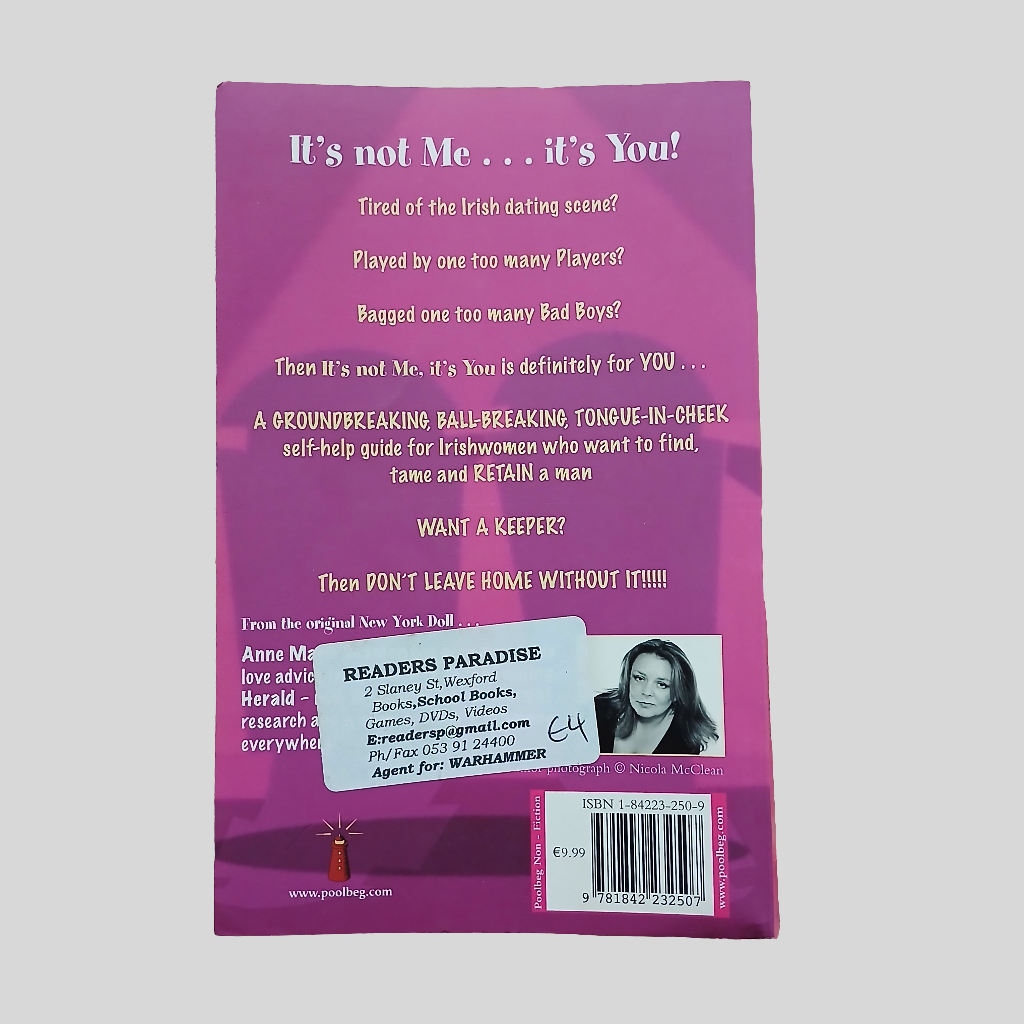 It's not Me . . . it's You!
Tired of the Irish dating scene?
Played by one too many Players?
Bagged one too many Bad Boys?
Then It's not Me, it's You is definitely for YOU . . .
A GROUNDBREAKING, BALL-BREAKING, TONGUE-IN-CHEEK
self-help guide for Irishwomen who want to find,
tame and RETAIN a man
WANT A KEEPER?
Then DON'T LEAVE HOME WITHOUT IT!!!!!
From the original New York Doll . . .
Anne
love
Herald –
research
READERS PARADISE
2 Slaney St,Wexford
Books,School Books,
Games, DVDs, Videos
E:readersp@gmail.com
Ph/Fax 053 91 24400
Agent for: WARHAMMER
€4
photograph © Nicola McClean
www.poolbeg.com
Poolbeg Non - Fiction
ISBN 1-84223-250-9
€9.99
9 781842 232507
www.poolbeg.com